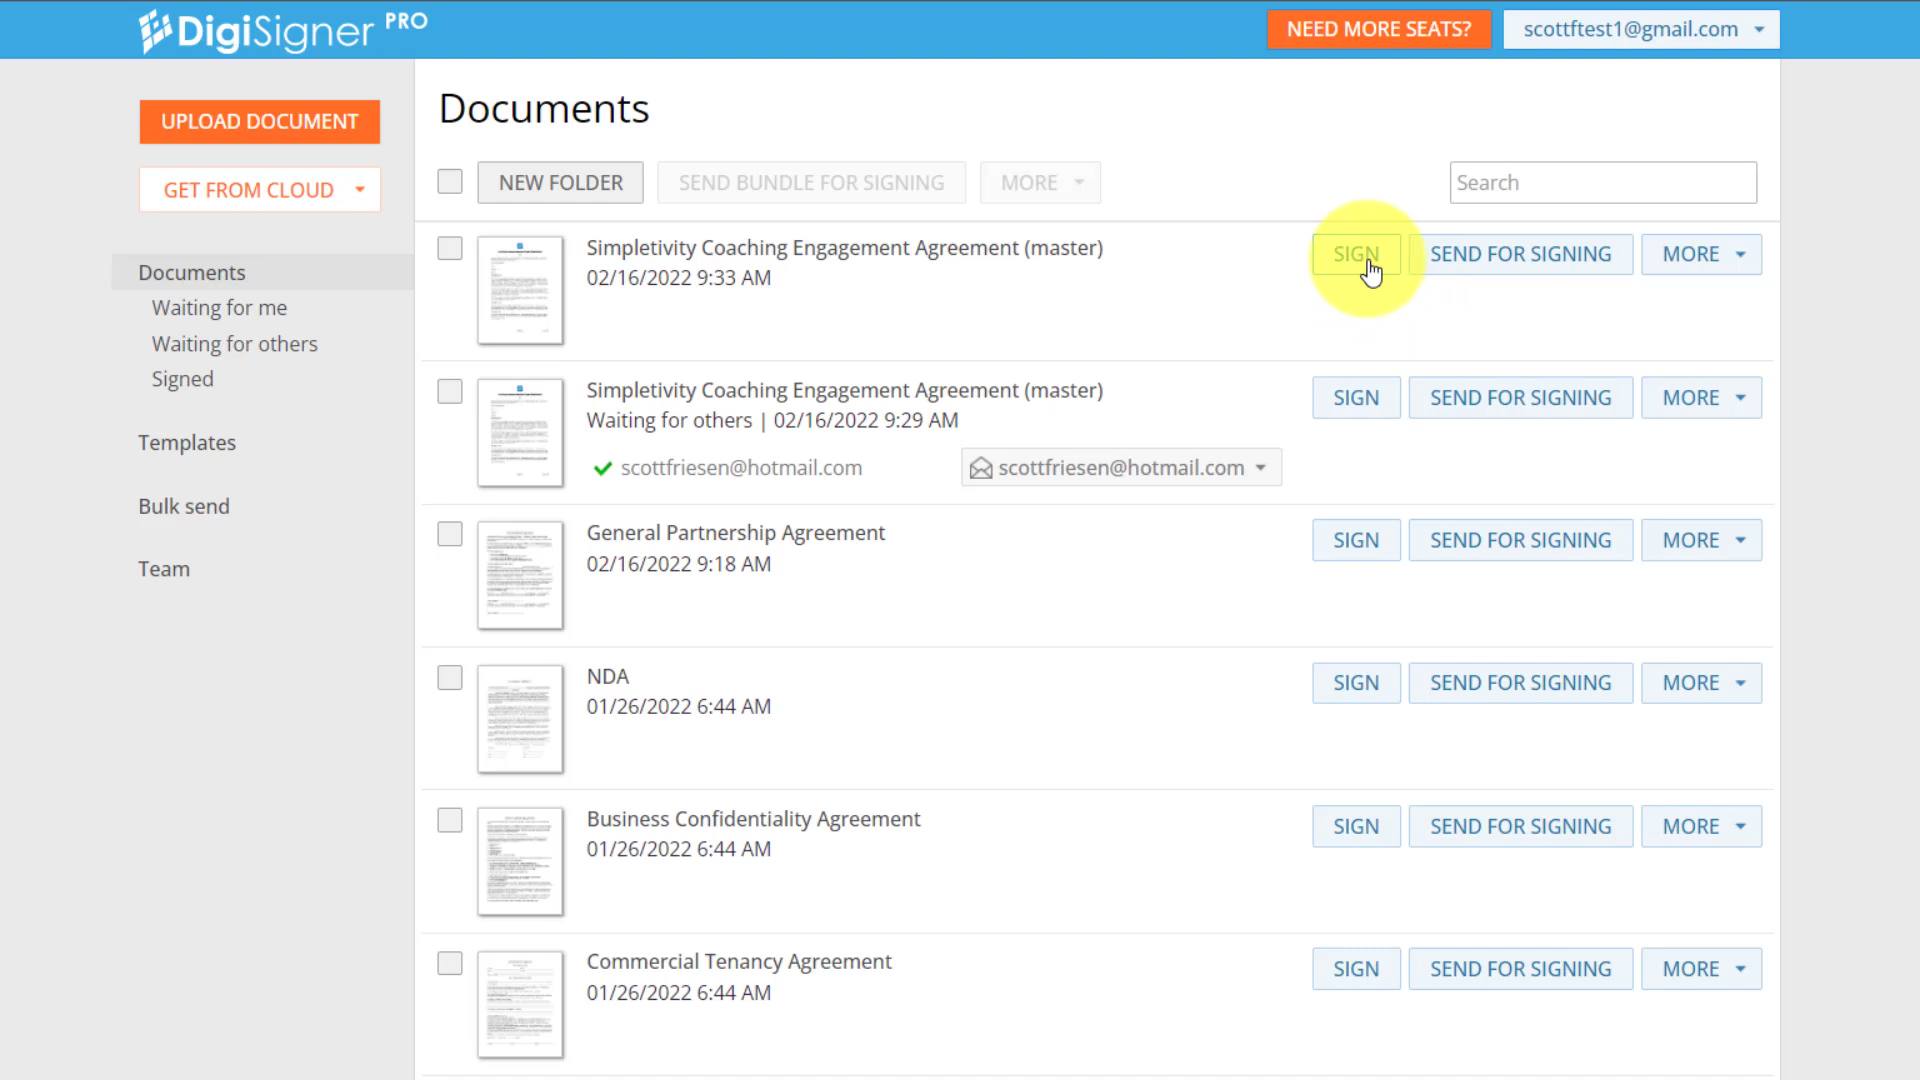 DigiSigner PRO
NEED MORE SEATS?
scottftest1@gmail.com
UPLOAD DOCUMENT
GET FROM CLOUD
Documents
Waiting for me
Waiting for others
Signed
Templates
Bulk send
Team
Documents
NEW FOLDER
SEND BUNDLE FOR SIGNING
MORE
Search
Simpletivity Coaching Engagement Agreement (master)
02/16/2022 9:33 AM
SIGN
SEND FOR SIGNING
MORE
Simpletivity Coaching Engagement Agreement (master)
Waiting for others | 02/16/2022 9:29 AM
scottfriesen@hotmail.com
scottfriesen@hotmail.com
SIGN
SEND FOR SIGNING
MORE
General Partnership Agreement
02/16/2022 9:18 AM
SIGN
SEND FOR SIGNING
MORE
NDA
01/26/2022 6:44 AM
SIGN
SEND FOR SIGNING
MORE
Business Confidentiality Agreement
01/26/2022 6:44 AM
SIGN
SEND FOR SIGNING
MORE
Commercial Tenancy Agreement
01/26/2022 6:44 AM
SIGN
SEND FOR SIGNING
MORE